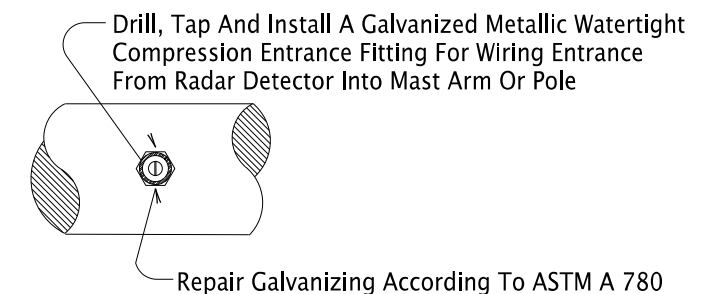 Drill, Tap And Install A Galvanized Metallic Watertight
Compression Entrance Fitting For Wiring Entrance
From Radar Detector Into Mast Arm Or Pole
Repair Galvanizing According To ASTM A 780